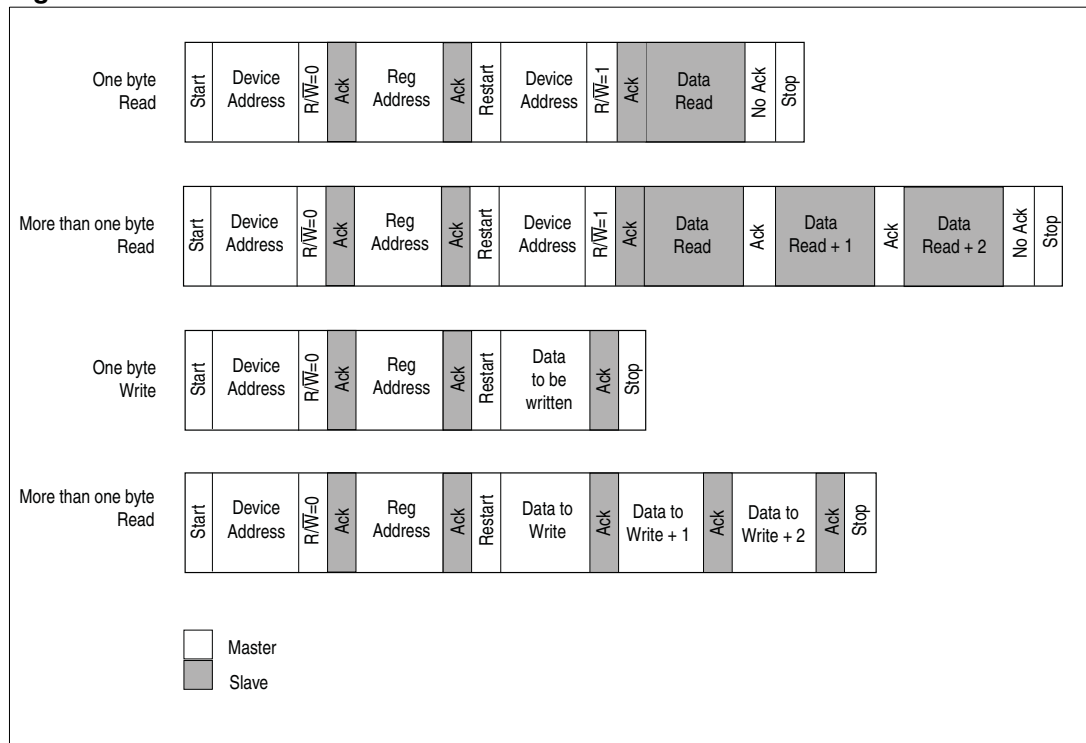 One byte
Read
Start
Device
Address
R/W̅=0
Ack
Reg
Address
Ack
Restart
Device
Address
R/W̅=1
Ack
Data
Read
No Ack
Stop
More than one byte
Read
Start
Device
Address
R/W̅=0
Ack
Reg
Address
Ack
Restart
Device
Address
R/W̅=1
Ack
Data
Read
Ack
Data
Read + 1
Ack
Data
Read + 2
No Ack
Stop
One byte
Write
Start
Device
Address
R/W̅=0
Ack
Reg
Address
Ack
Restart
Data
to be
written
Ack
Stop
More than one byte
Read
Start
Device
Address
R/W̅=0
Ack
Reg
Address
Ack
Restart
Data to
Write
Ack
Data to
Write + 1
Ack
Data to
Write + 2
Ack
Stop
Master
Slave